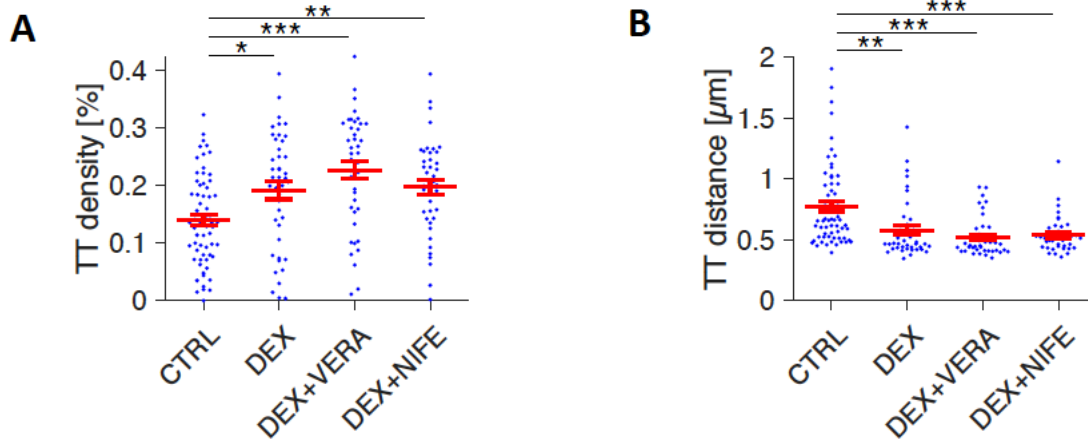 A
**
***
*
TT density [%]
0.4
0.3
0.2
0.1
0
CTRL
DEX
DEX+VERA
DEX+NIFE
B
***
***
**
TT distance [µm]
2
1.5
1
0.5
0
CTRL
DEX
DEX+VERA
DEX+NIFE